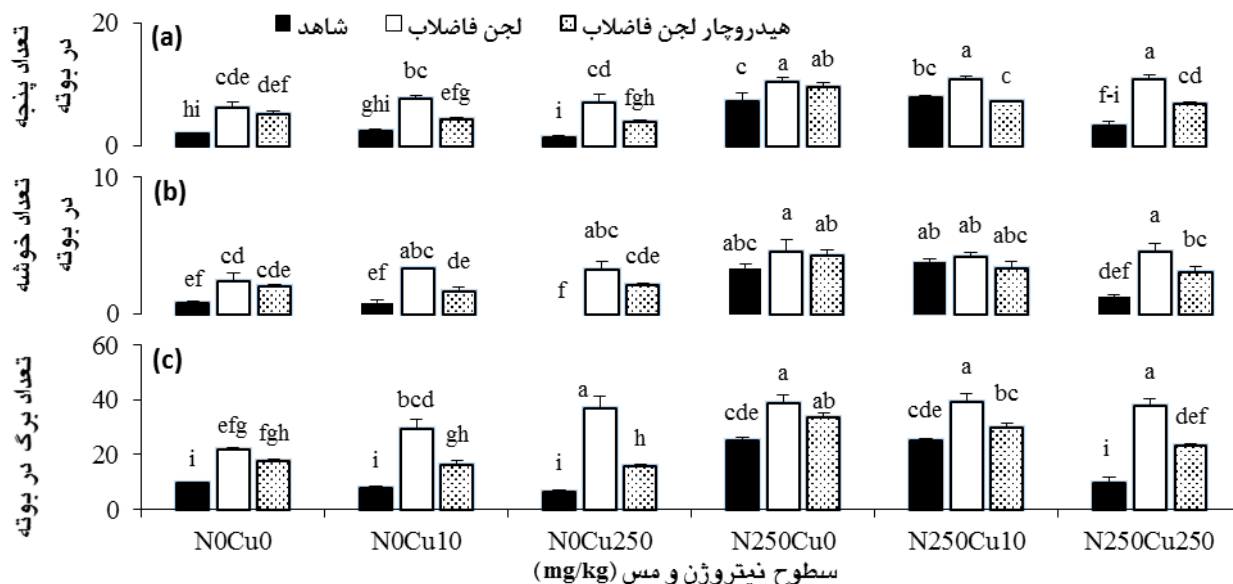 شاهد لجن فاضلاب هیدروچار لجن فاضلاب
(a)
تعداد پنجه
در بوته
20
0
hi cde def ghi bc efg i cd fgh c a ab bc a c f-i a cd
(b)
تعداد خوشه
در بوته
10
0
ef cd cde ef abc de f abc cde abc a ab ab ab abc def a bc
(c)
تعداد برگ در بوته
60
40
20
0
i efg fgh i bcd gh i a h cde a ab cde a bc i a def
N0Cu0 N0Cu10 N0Cu250 N250Cu0 N250Cu10 N250Cu250
سطوح نیتروژن و مس (mg/kg)